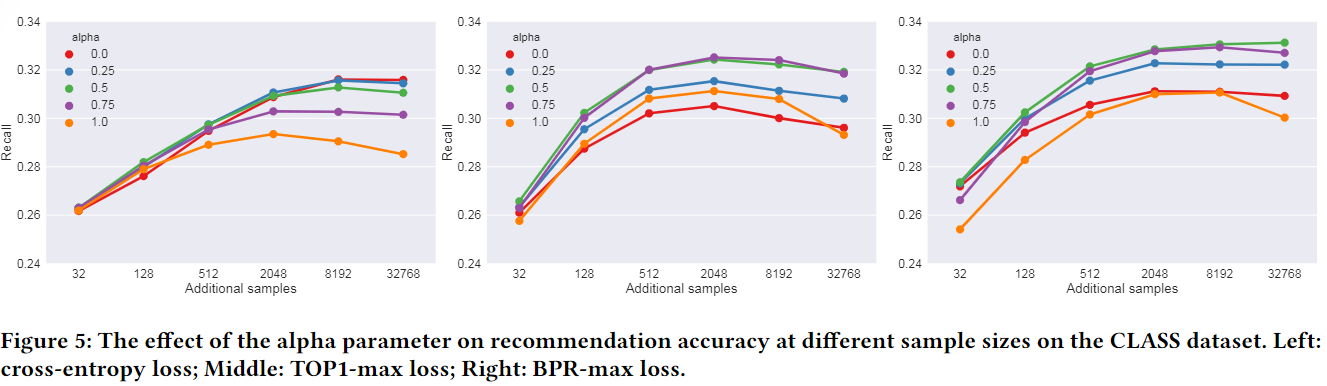 0.34
0.32
0.30
0.28
0.26
0.24
Recall
alpha
0.0
0.25
0.5
0.75
1.0
32 128 512 2048 8192 32768
Additional samples
0.34
0.32
0.30
0.28
0.26
0.24
Recall
alpha
0.0
0.25
0.5
0.75
1.0
32 128 512 2048 8192 32768
Additional samples
0.34
0.32
0.30
0.28
0.26
0.24
Recall
alpha
0.0
0.25
0.5
0.75
1.0
32 128 512 2048 8192 32768
Additional samples
Figure 5: The effect of the alpha parameter on recommendation accuracy at different sample sizes on the CLASS dataset. Left:
cross-entropy loss; Middle: TOP1-max loss; Right: BPR-max loss.